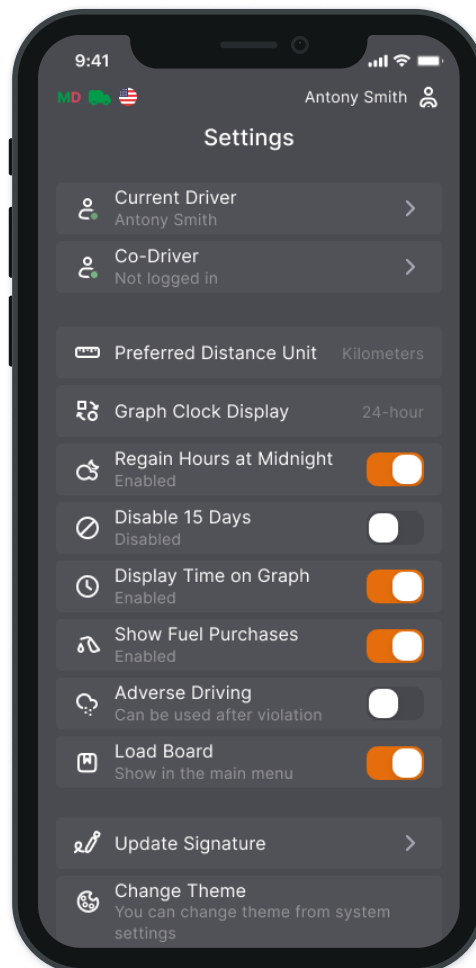 9:41
MD
Antony Smith
Settings
Current Driver
Antony Smith
Co-Driver
Not logged in
Preferred Distance Unit Kilometers
Graph Clock Display 24-hour
Regain Hours at Midnight
Enabled
Disable 15 Days
Disabled
Display Time on Graph
Enabled
Show Fuel Purchases
Enabled
Adverse Driving
Can be used after violation
Load Board
Show in the main menu
Update Signature
Change Theme
You can change theme from system
settings